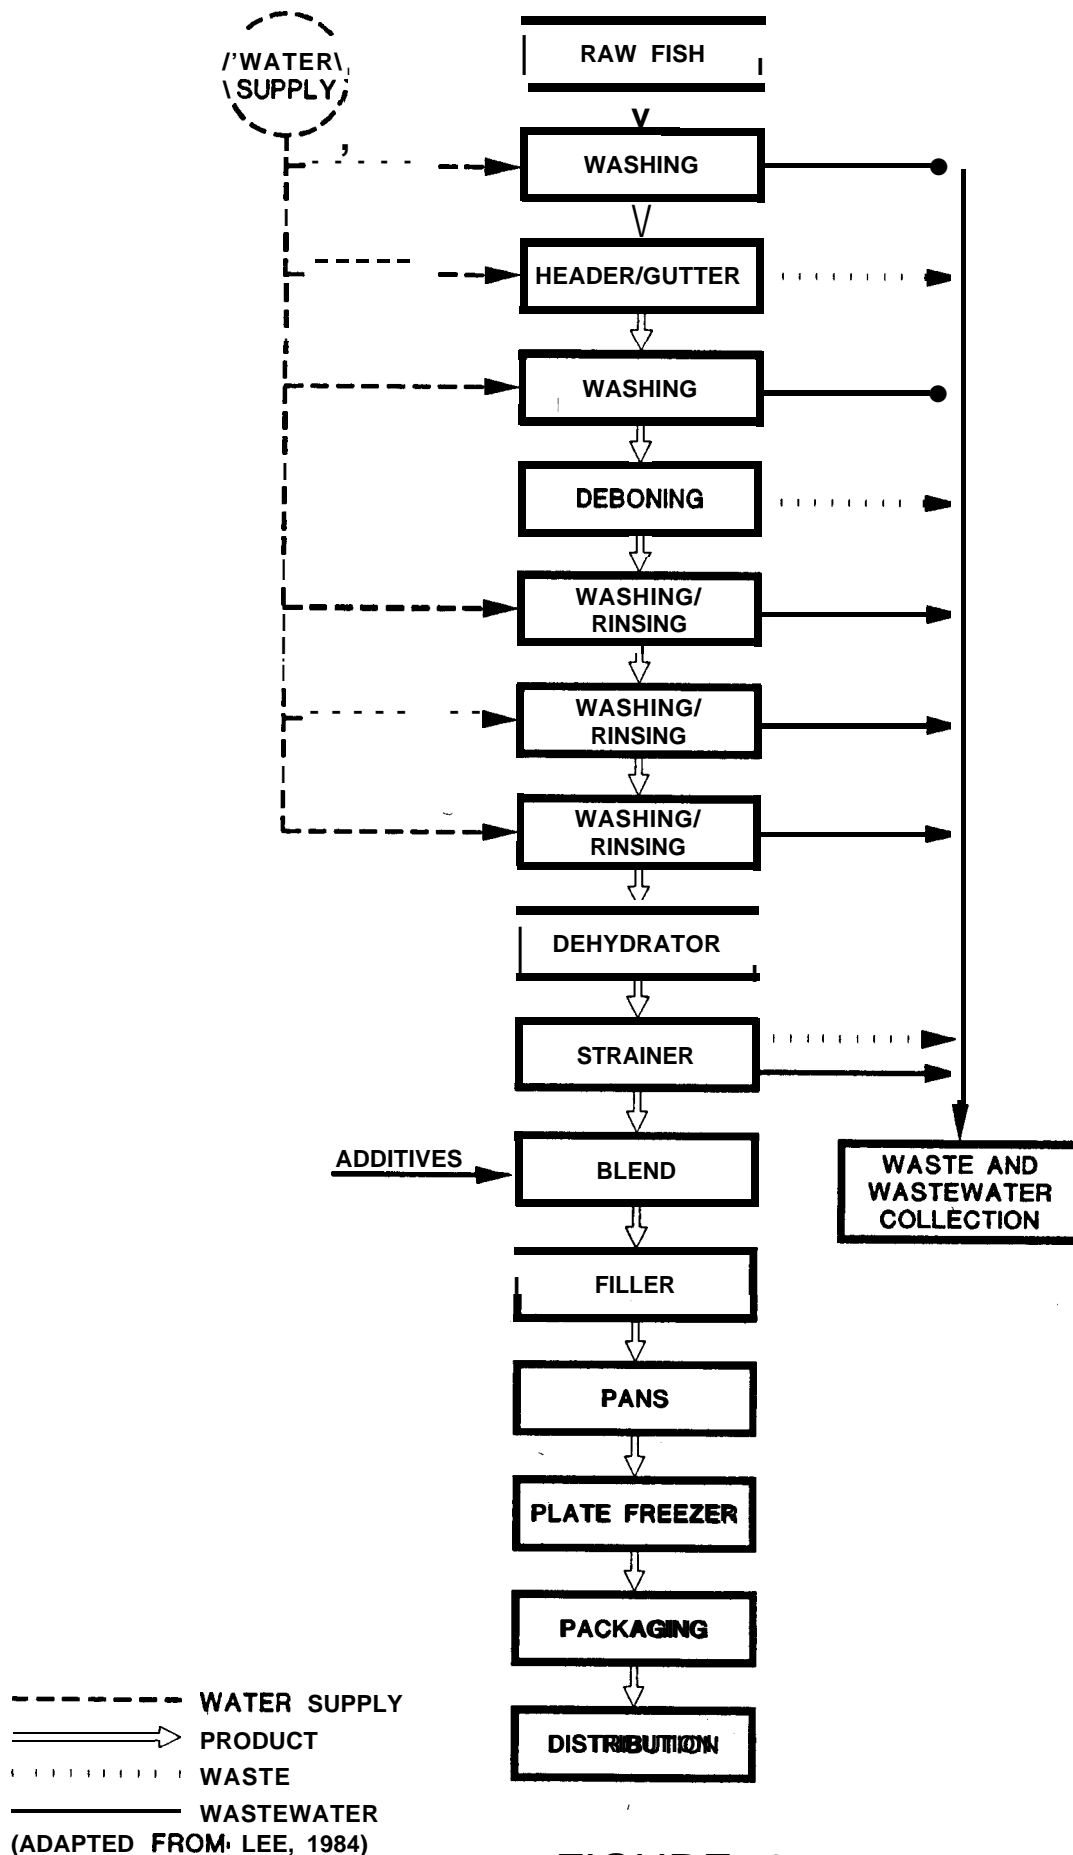 WATER
SUPPLY
RAW FISH
WASHING
HEADER/GUTTER
WASHING
DEBONING
WASHING/
RINSING
WASHING/
RINSING
WASHING/
RINSING
DEHYDRATOR
STRAINER
ADDITIVES
BLEND
WASTE AND
WASTEWATER
COLLECTION
FILLER
PANS
PLATE FREEZER
PACKAGING
DISTRIBUTION
WATER SUPPLY
PRODUCT
WASTE
WASTEWATER
(ADAPTED FROM LEE, 1984)
FIGURE